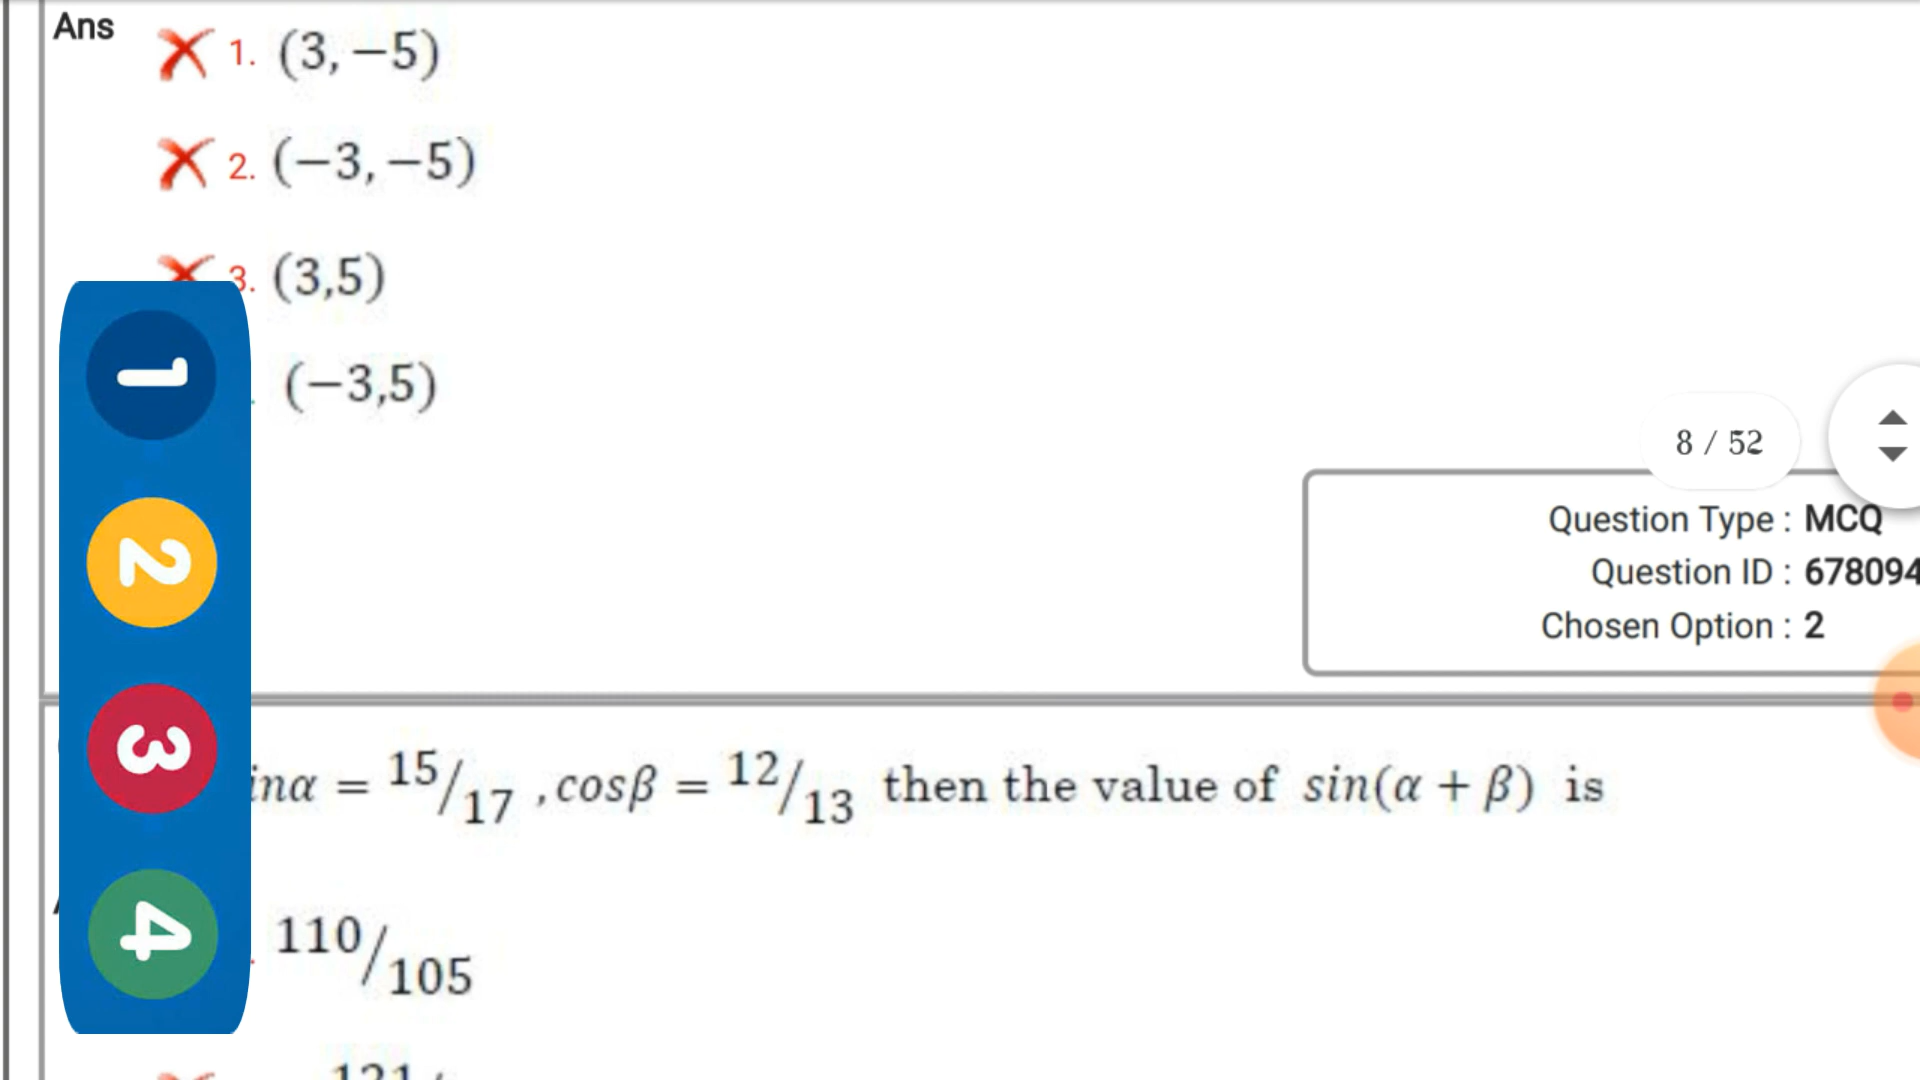 Ans
1. (3, −5)
2. (−3, −5)
3. (3,5)
(−3,5)
1
2
3
4
8 / 52
Question Type : MCQ
Question ID : 678094
Chosen Option : 2
inα = 15/17 , cosβ = 12/13 then the value of sin(α + β) is
110/105